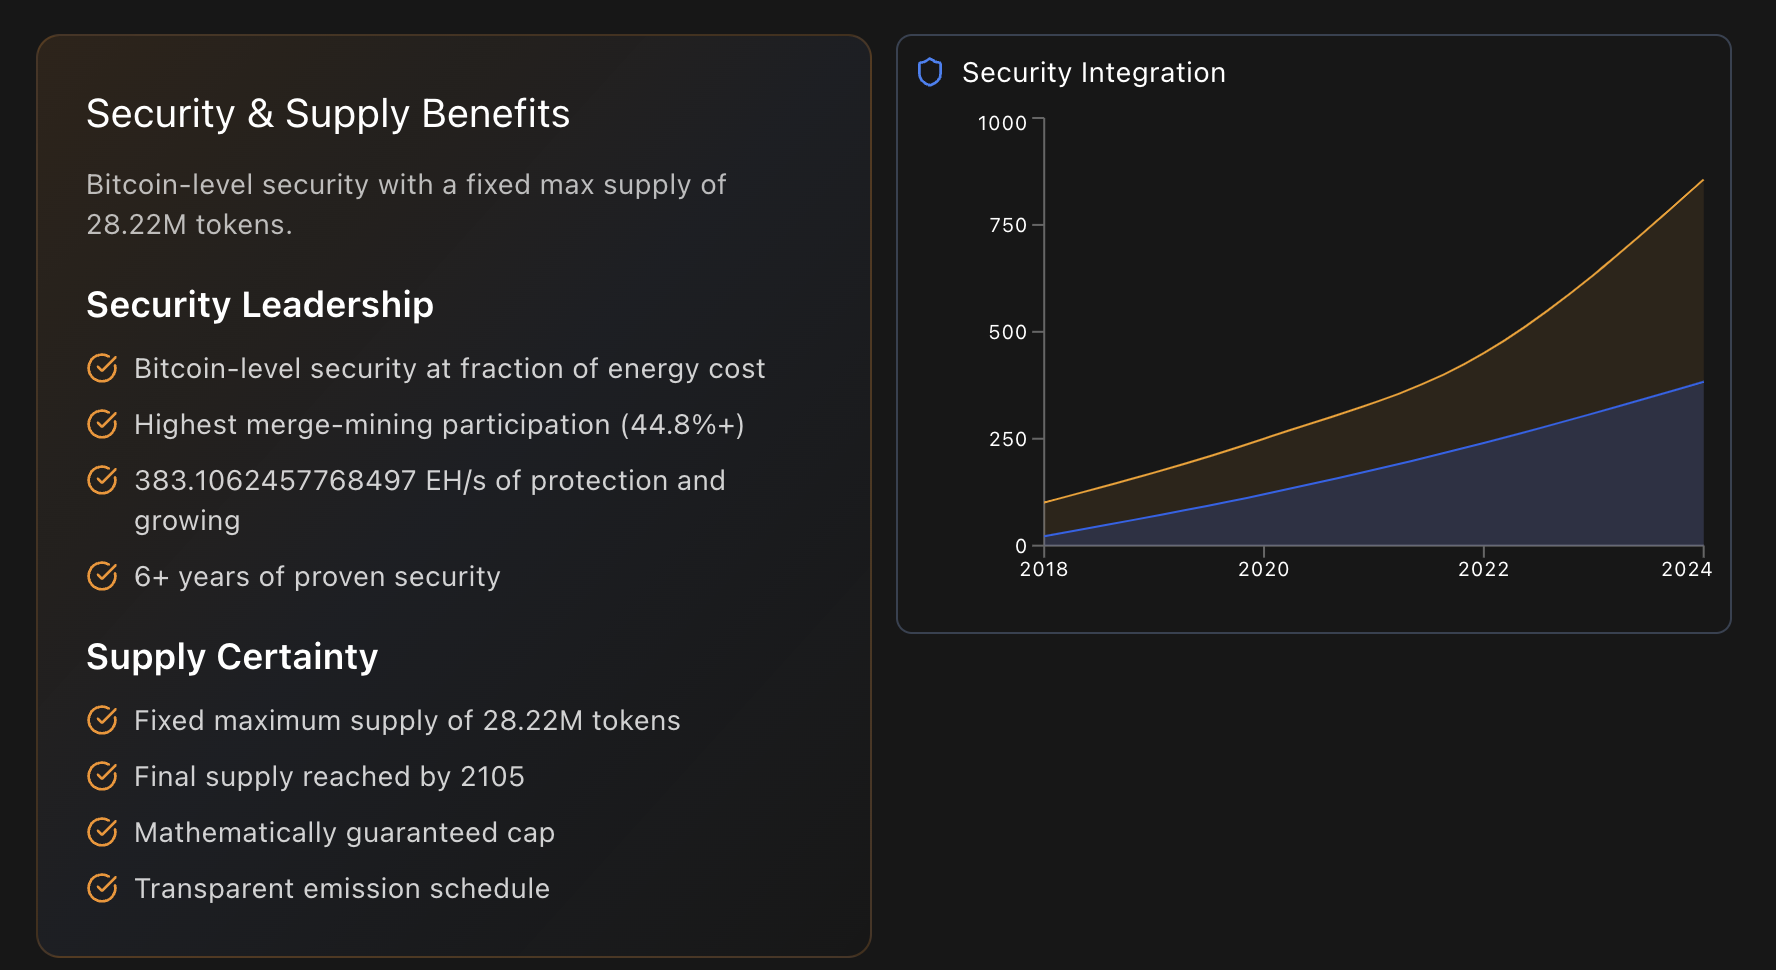 Security & Supply Benefits
Bitcoin-level security with a fixed max supply of
28.22M tokens.
Security Leadership
Bitcoin-level security at fraction of energy cost
Highest merge-mining participation (44.8%+)
383.1062457768497 EH/s of protection and
growing
6+ years of proven security
Supply Certainty
Fixed maximum supply of 28.22M tokens
Final supply reached by 2105
Mathematically guaranteed cap
Transparent emission schedule
Security Integration
1000
750
500
250
0
2018 2020 2022 2024